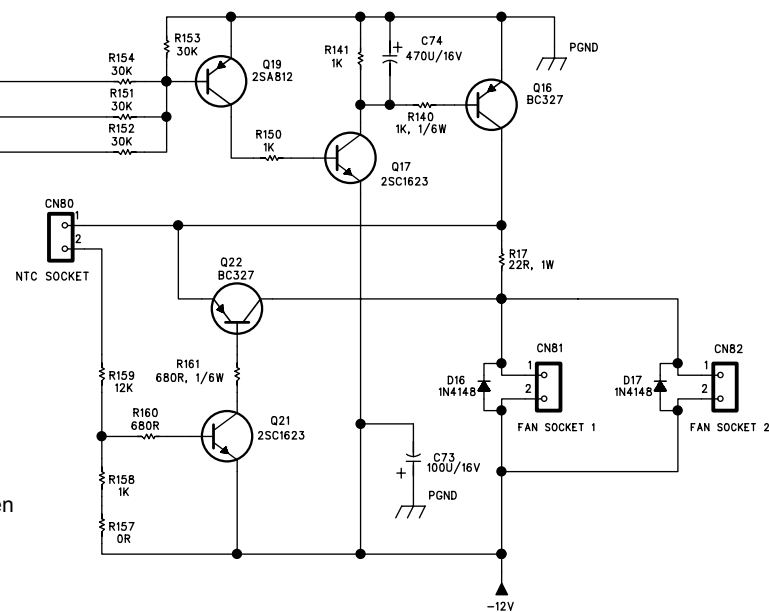 R153
30K
R154
30K
R151
30K
R152
30K
Q19
2SA812
R141
1K
C74
470U/16V
+
PGND
Q16
BC327
R140
1K, 1/6W
R150
1K
Q17
2SC1623
CN80
1
2
NTC SOCKET
Q22
BC327
R17
22R, 1W
R159
12K
R161
680R, 1/6W
R160
680R
Q21
2SC1623
D16
1N4148
CN81
1
2
FAN SOCKET 1
D17
1N4148
CN82
1
2
FAN SOCKET 2
R158
1K
R157
0R
C73
100U/16V
+
PGND
en
-12V